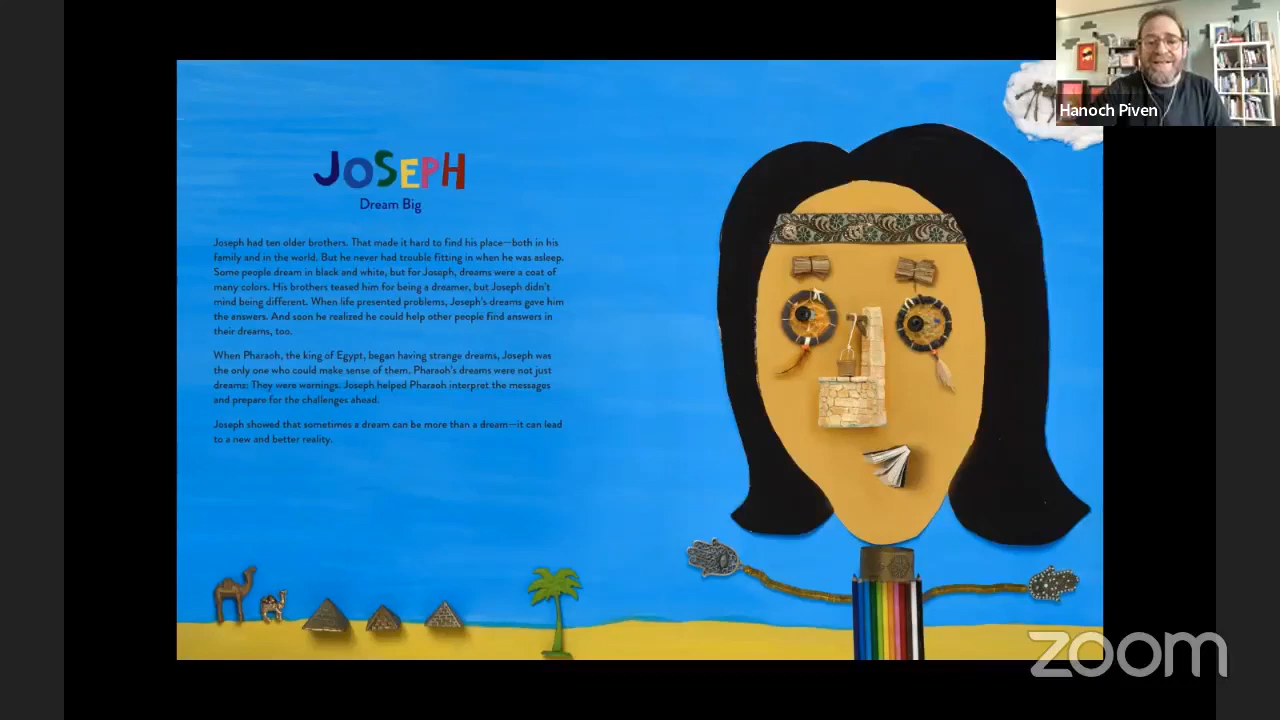 Hanoch Piven
JOSEPH
Dream Big
Joseph had ten older brothers. That made it hard to find his place—both in his
family and in the world. But he never had trouble fitting in when he was asleep.
Some people dream in black and white, but for Joseph, dreams were a coat of
many colors. His brothers teased him for being a dreamer, but Joseph didn't
mind being different. When life presented problems, Joseph's dreams gave him
the answers. And soon he realized he could help other people find answers in
their dreams, too.
When Pharaoh, the king of Egypt, began having strange dreams, Joseph was
the only one who could make sense of them. Pharaoh's dreams were not just
dreams: They were warnings. Joseph helped Pharaoh interpret the messages
and prepare for the challenges ahead.
Joseph showed that sometimes a dream can be more than a dream—it can lead
to a new and better reality.
zoom